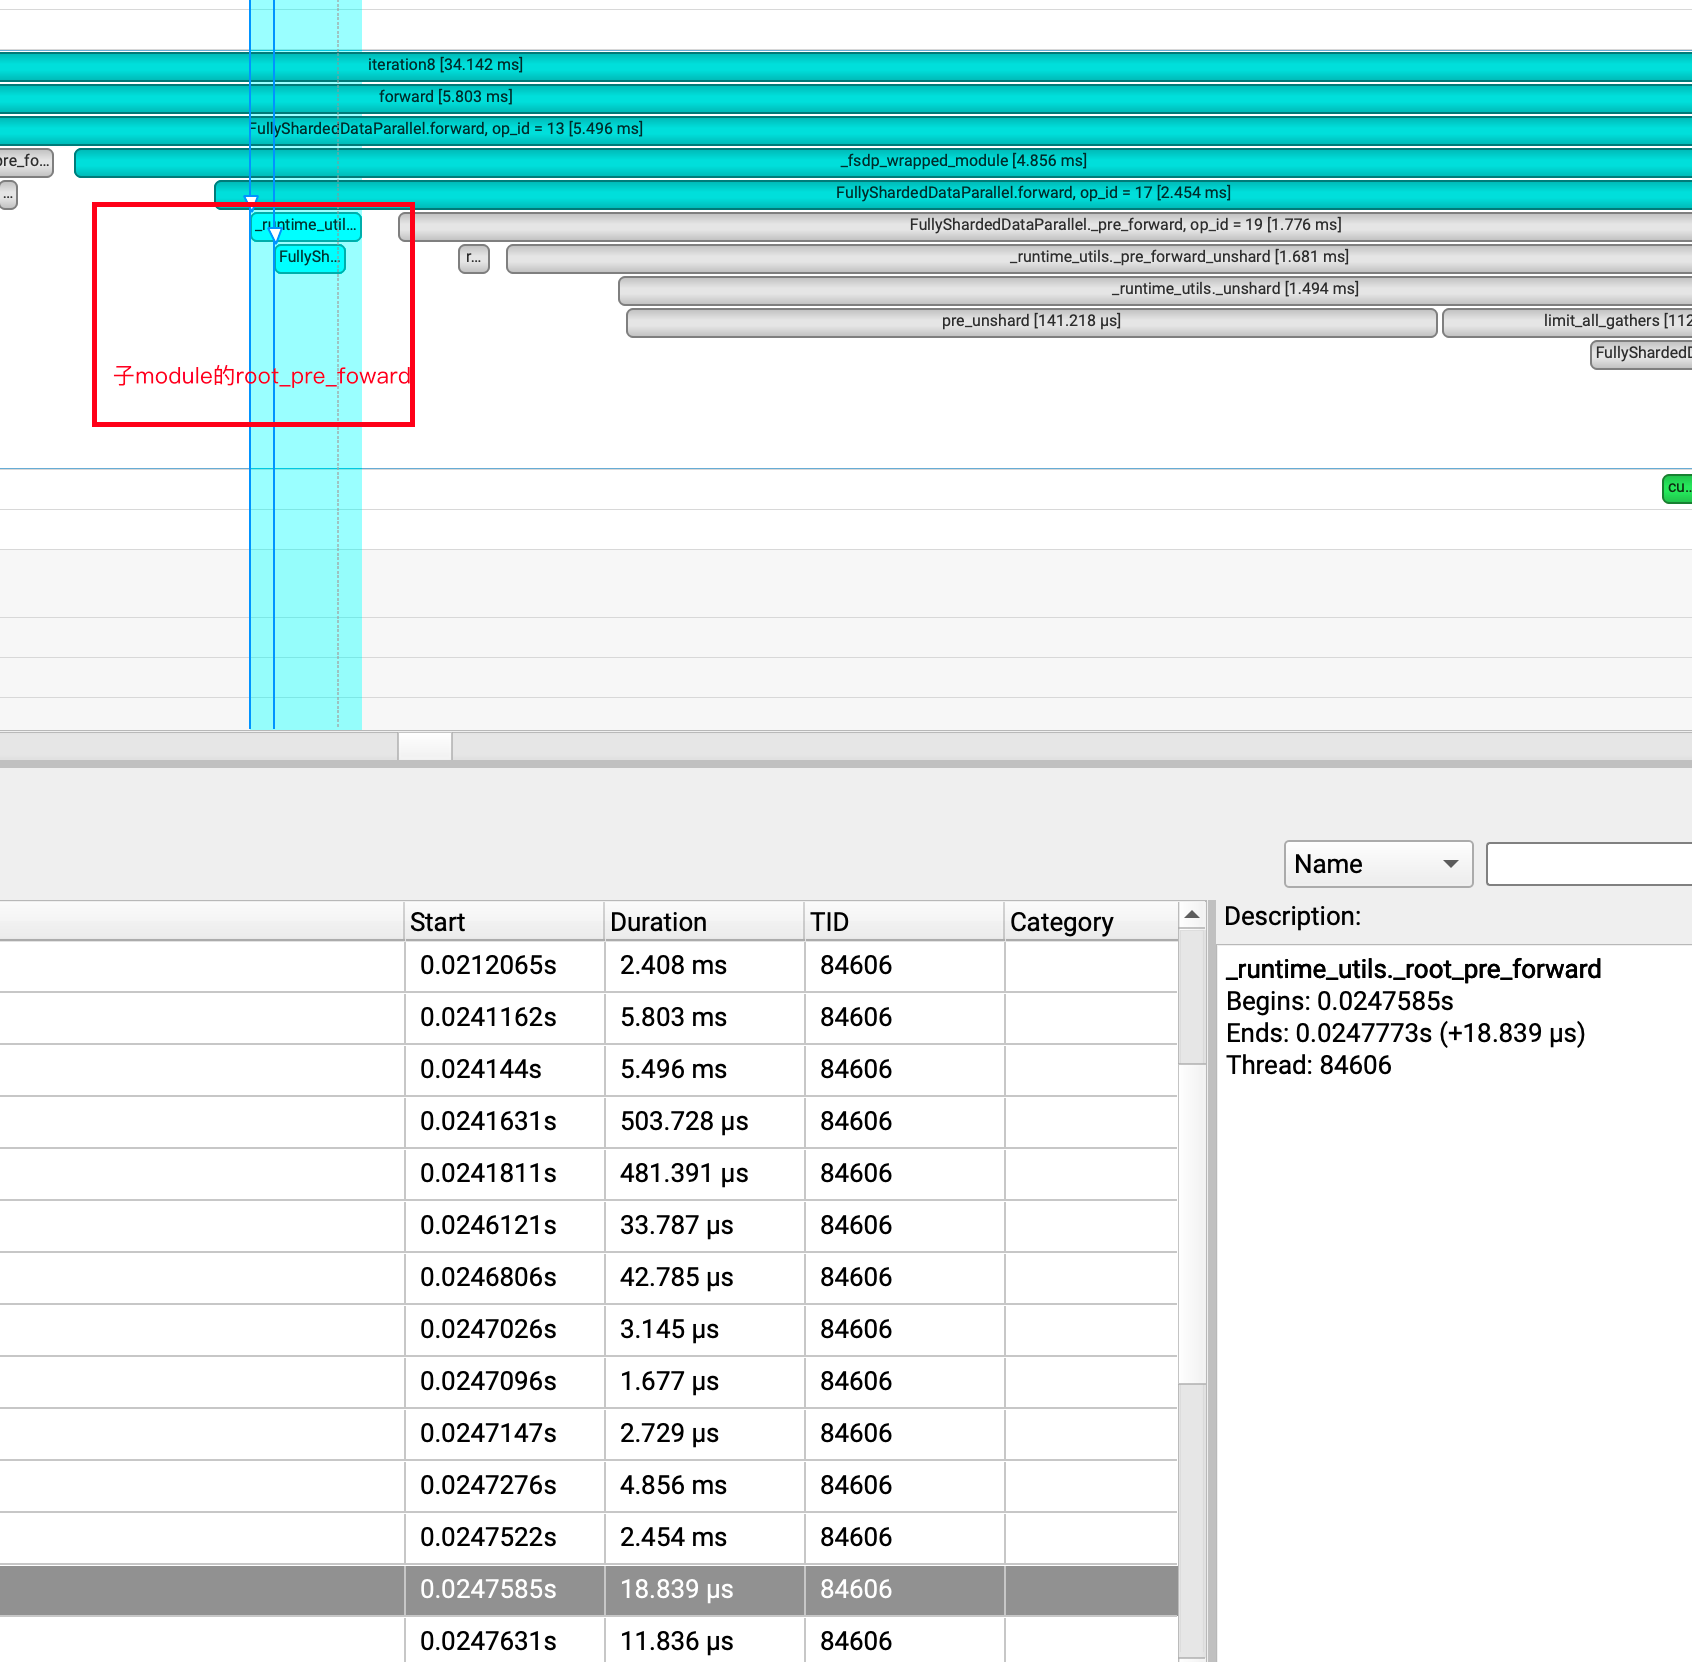 iteration8 [34.142 ms]
forward [5.803 ms]
FullyShardedDataParallel.forward, op_id = 13 [5.496 ms]
pre_fo...
_fsdp_wrapped_module [4.856 ms]
...
FullyShardedDataParallel.forward, op_id = 17 [2.454 ms]
_runtime_util...
FullyShardedDataParallel._pre_forward, op_id = 19 [1.776 ms]
FullySh...
r...
_runtime_utils._pre_forward_unshard [1.681 ms]
_runtime_utils._unshard [1.494 ms]
pre_unshard [141.218 μs]
limit_all_gathers [112
FullyShardedD
子module的root_pre_foward
cu...
Name
Start Duration TID Category
Description:
0.0212065s 2.408 ms 84606
0.0241162s 5.803 ms 84606
0.024144s 5.496 ms 84606
0.0241631s 503.728 μs 84606
0.0241811s 481.391 μs 84606
0.0246121s 33.787 μs 84606
0.0246806s 42.785 μs 84606
0.0247026s 3.145 μs 84606
0.0247096s 1.677 μs 84606
0.0247147s 2.729 μs 84606
0.0247276s 4.856 ms 84606
0.0247522s 2.454 ms 84606
0.0247585s 18.839 μs 84606
0.0247631s 11.836 μs 84606
_runtime_utils._root_pre_forward
Begins: 0.0247585s
Ends: 0.0247773s (+18.839 μs)
Thread: 84606